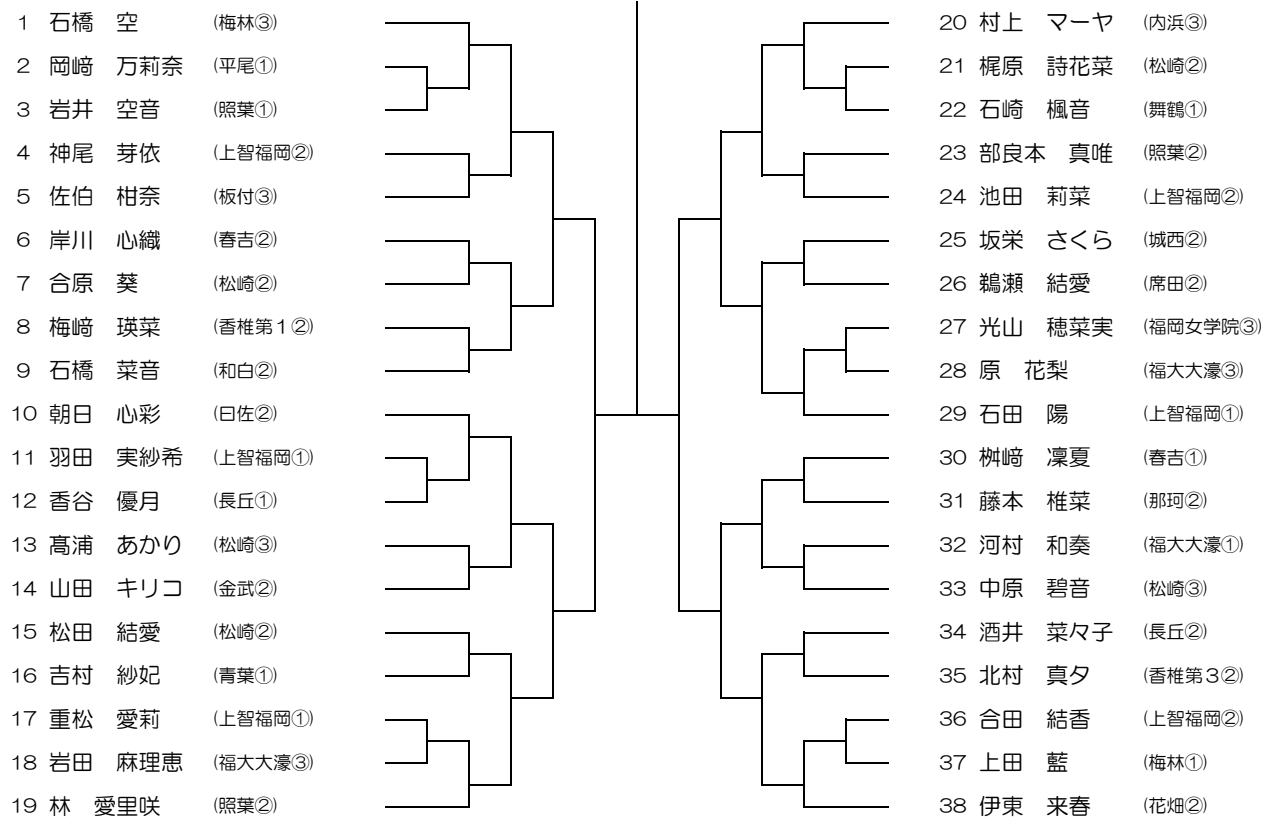 1 石橋 空 (梅林③)
2 岡﨑 万莉奈 (平尾①)
3 岩井 空音 (照葉①)
4 神尾 芽依 (上智福岡②)
5 佐伯 柑奈 (板付③)
6 岸川 心織 (春吉②)
7 合原 葵 (松崎②)
8 梅﨑 瑛菜 (香椎第1②)
9 石橋 菜音 (和白②)
10 朝日 心彩 (曰佐②)
11 羽田 実紗希 (上智福岡①)
12 香谷 優月 (長丘①)
13 髙浦 あかり (松崎③)
14 山田 キリコ (金武②)
15 松田 結愛 (松崎②)
16 吉村 紗妃 (青葉①)
17 重松 愛莉 (上智福岡①)
18 岩田 麻理恵 (福大大濠③)
19 林 愛里咲 (照葉②)
20 村上 マーヤ (内浜③)
21 梶原 詩花菜 (松崎②)
22 石崎 楓音 (舞鶴①)
23 部良本 真唯 (照葉②)
24 池田 莉菜 (上智福岡②)
25 坂栄 さくら (城西②)
26 鵜瀬 結愛 (席田②)
27 光山 穂菜実 (福岡女学院③)
28 原 花梨 (福大大濠③)
29 石田 陽 (上智福岡①)
30 桝﨑 凜夏 (春吉①)
31 藤本 椎菜 (那珂②)
32 河村 和奏 (福大大濠①)
33 中原 碧音 (松崎③)
34 酒井 菜々子 (長丘②)
35 北村 真夕 (香椎第3②)
36 合田 結香 (上智福岡②)
37 上田 藍 (梅林①)
38 伊東 来春 (花畑②)